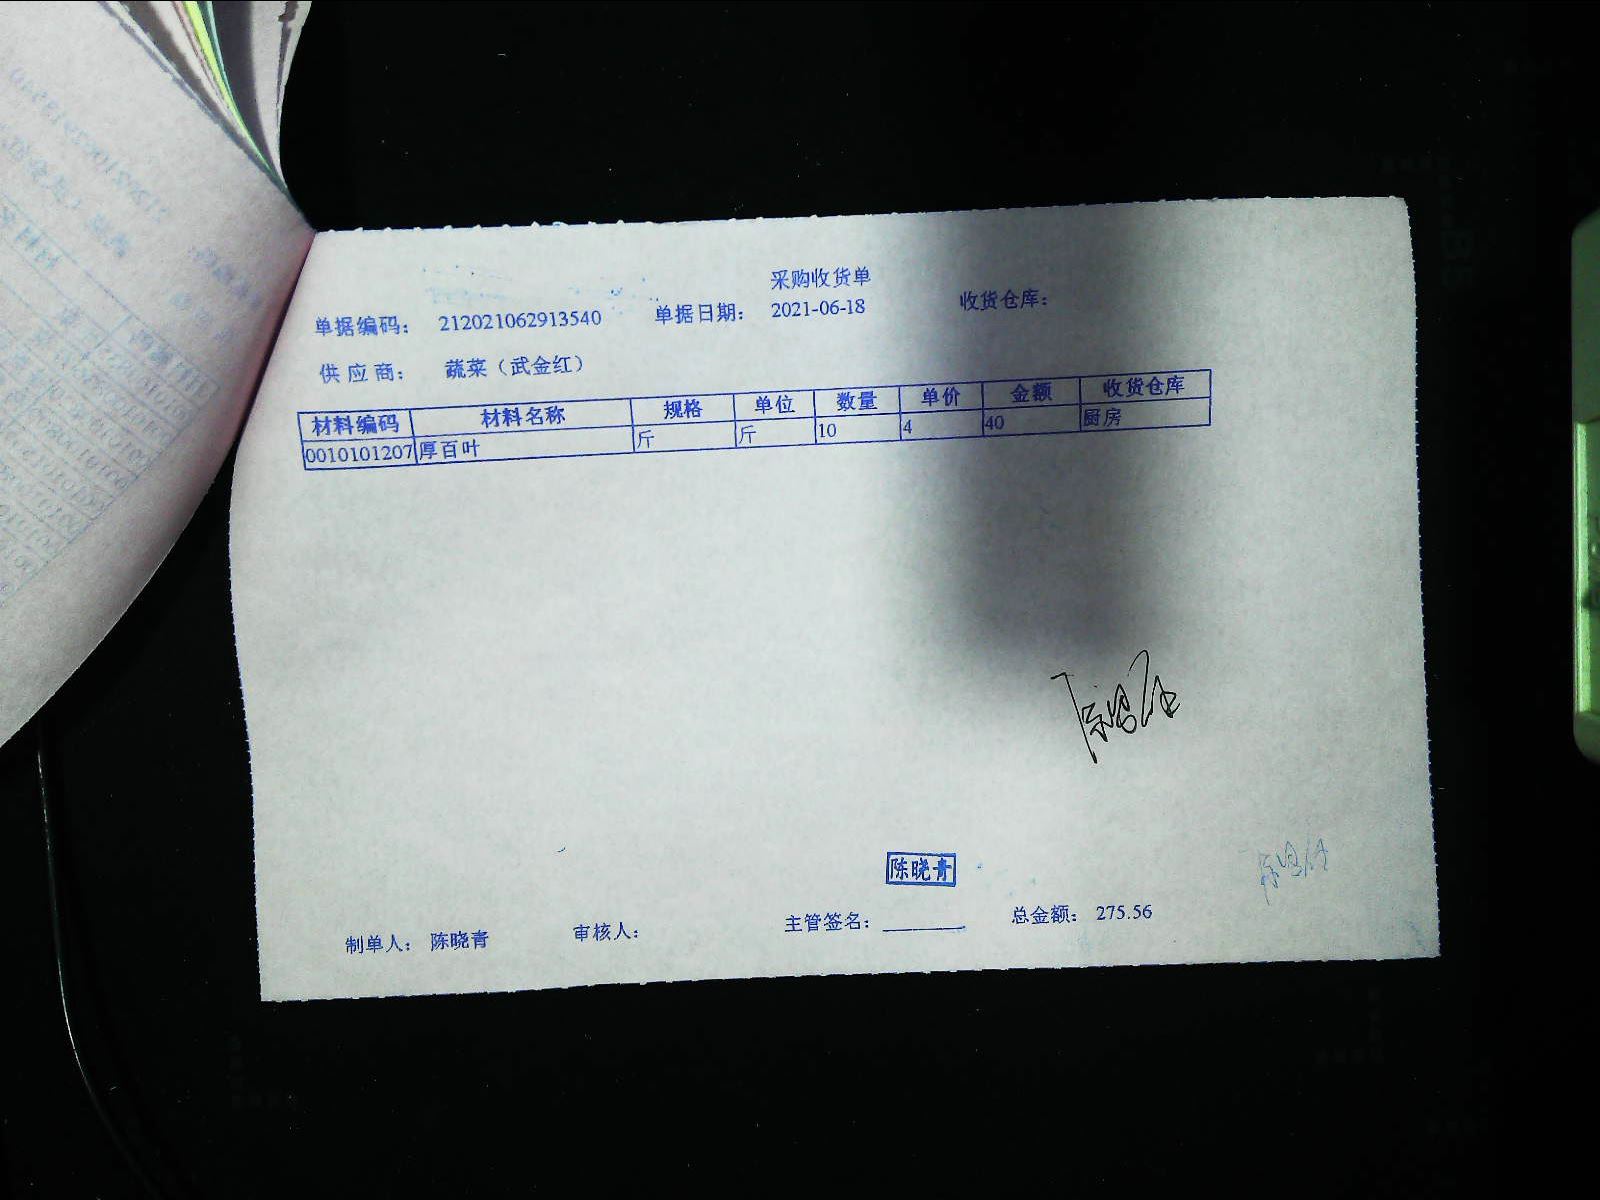 采购收货单
单据编码： 212021062913540 单据日期： 2021-06-18 收货仓库：
供应商： 蔬菜（武金红）
材料编码 材料名称 规格 单位 数量 单价 金额 收货仓库
0010101207 厚百叶 斤 斤 10 4 40 厨房
陈晓青
制单人： 陈晓青 审核人： 主管签名： 总金额： 275.56